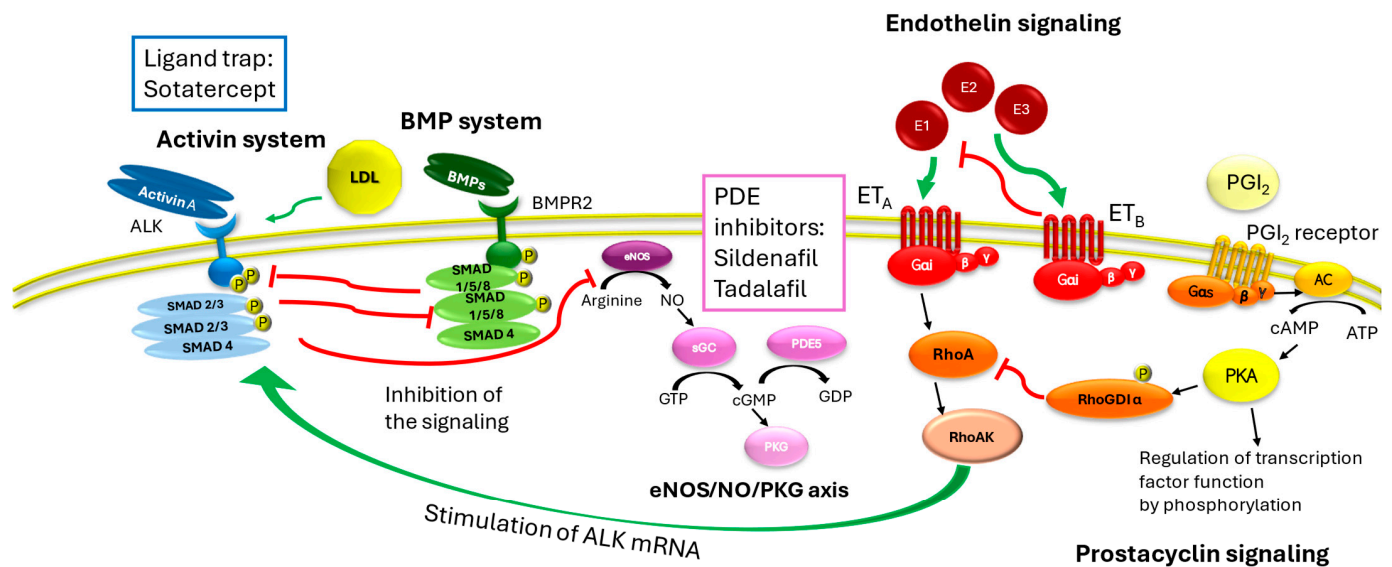 Endothelin signaling
Ligand trap:
Sotatercept
Activin system
BMP system
LDL
Activin A
ALK
BMPs
BMPR2
P
P
SMAD 2/3
P
SMAD 2/3
P
SMAD 4
P
SMAD
1/5/8
P
SMAD
1/5/8
P
SMAD 4
Inhibition of
the signaling
eNOS
Arginine
NO
sGC
PDE5
GTP
cGMP
GDP
PKG
eNOS/NO/PKG axis
PDE
inhibitors:
Sildenafil
Tadalafil
E1
E2
E3
ETA
Gαi
β
γ
ETB
Gαi
β
γ
RhoA
RhoAK
Stimulation of ALK mRNA
PGI2
PGI2 receptor
Gαs
β
γ
AC
cAMP
ATP
PKA
P
RhoGDI α
Regulation of transcription
factor function
by phosphorylation
Prostacyclin signaling